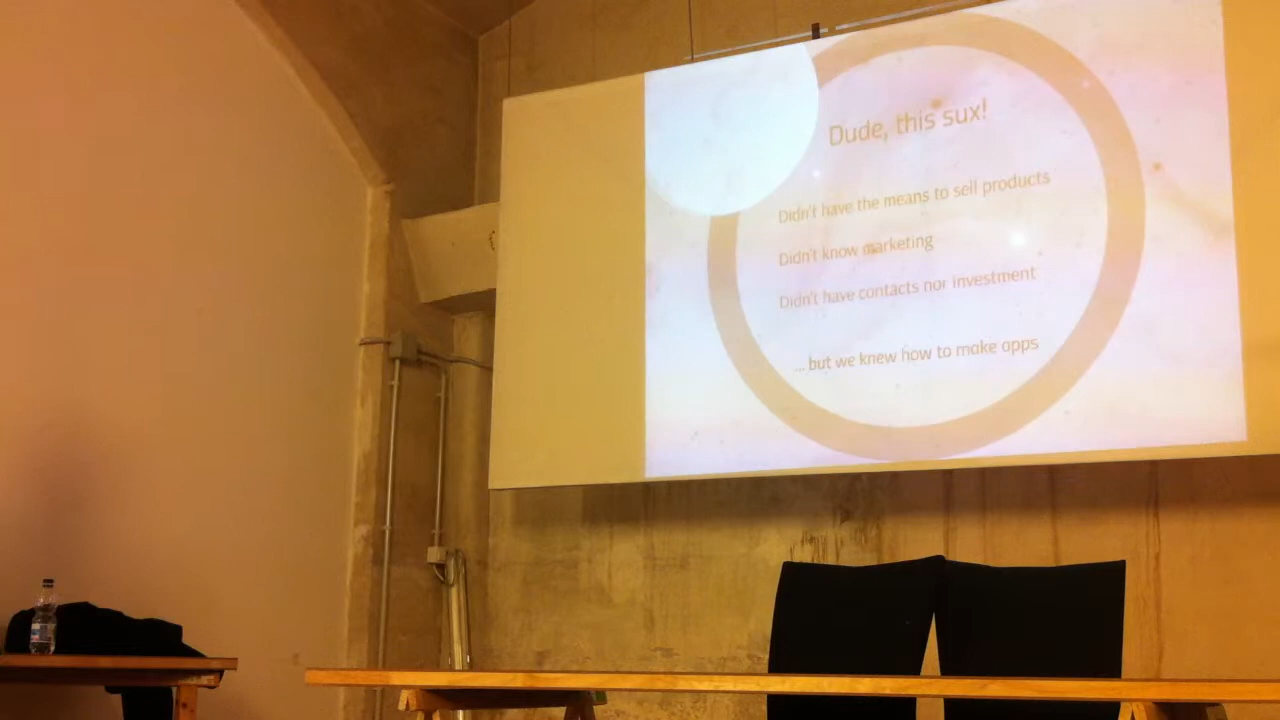 Dude, this sux!
Didn't have the means to sell products
Didn't know marketing
Didn't have contacts nor investment
... but we knew how to make apps